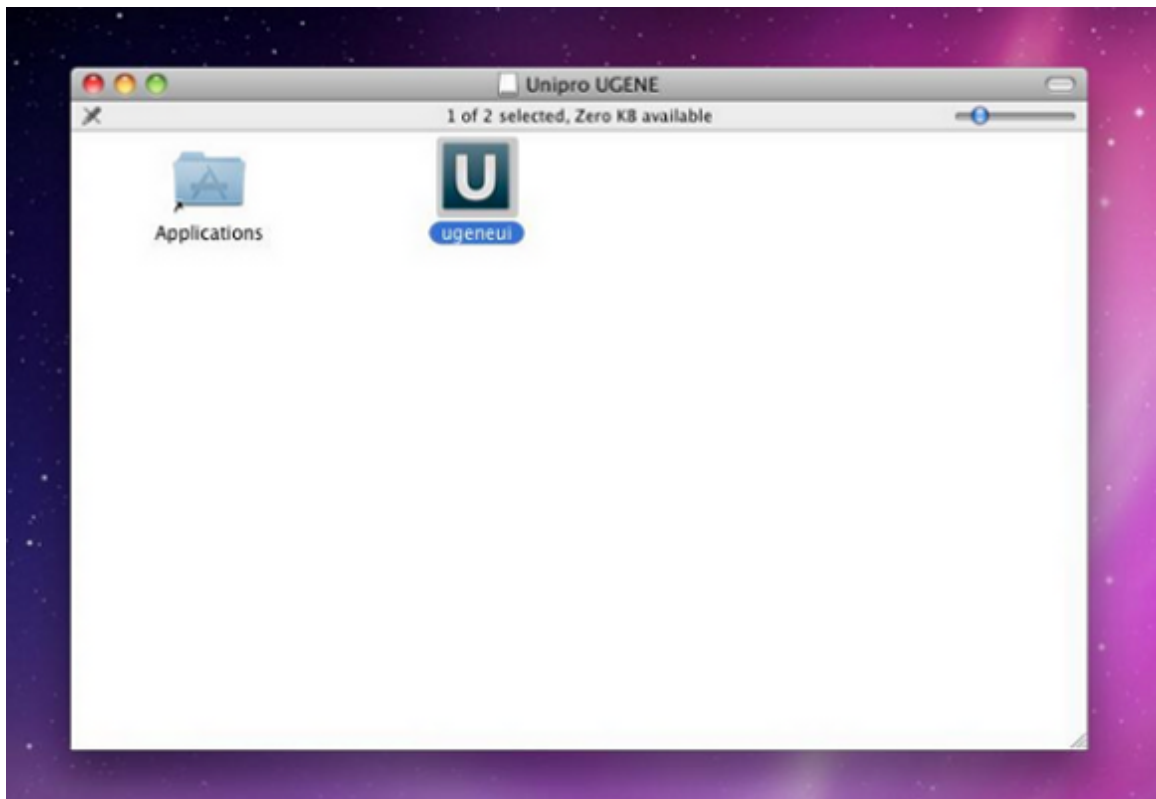 Unipro UGENE
1 of 2 selected, Zero KB available
Applications
U
ugeneui